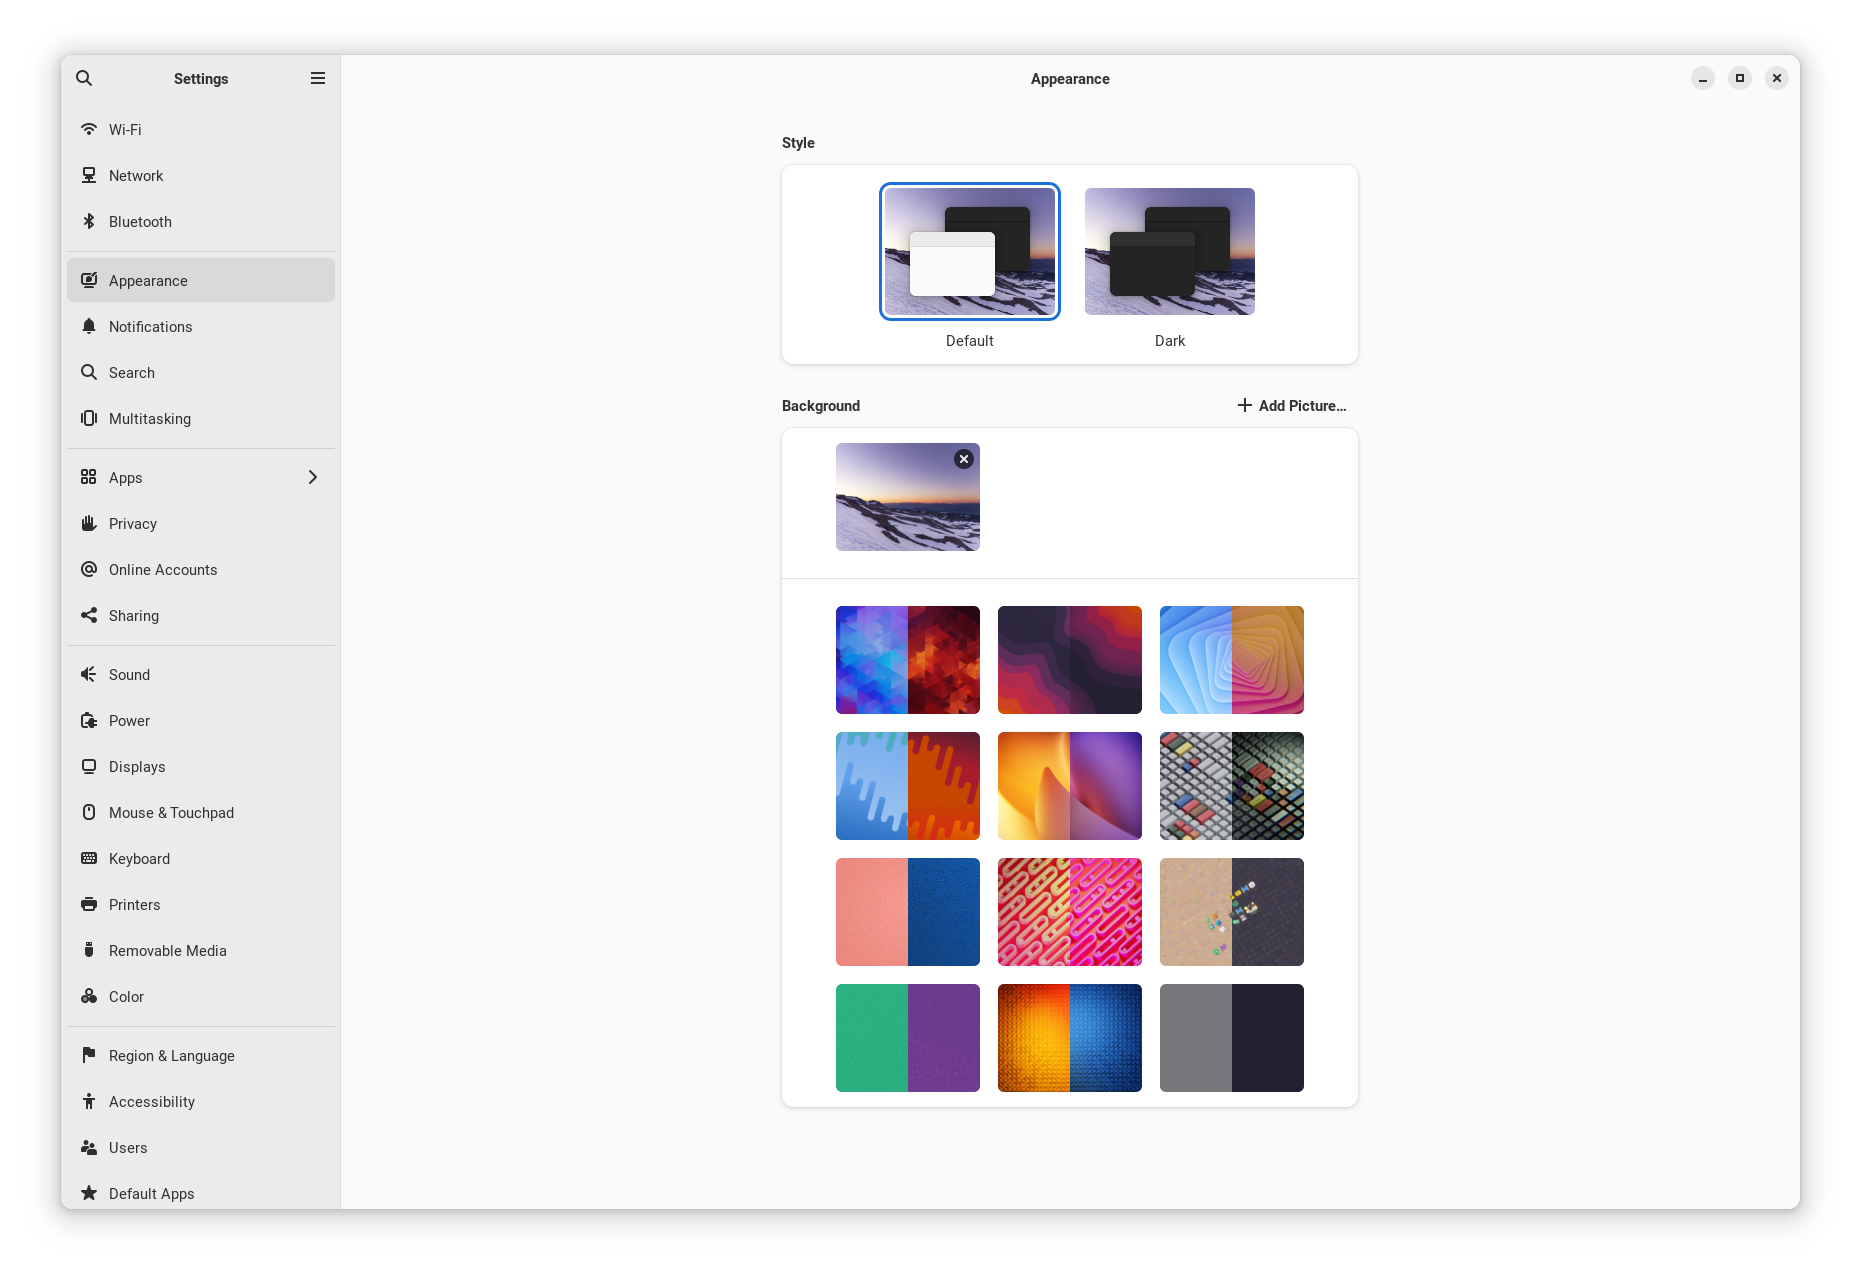 Settings
Appearance
Wi-Fi
Network
Bluetooth
Appearance
Notifications
Search
Multitasking
Apps
Privacy
Online Accounts
Sharing
Sound
Power
Displays
Mouse & Touchpad
Keyboard
Printers
Removable Media
Color
Region & Language
Accessibility
Users
Default Apps
Style
Default
Dark
Background
Add Picture…